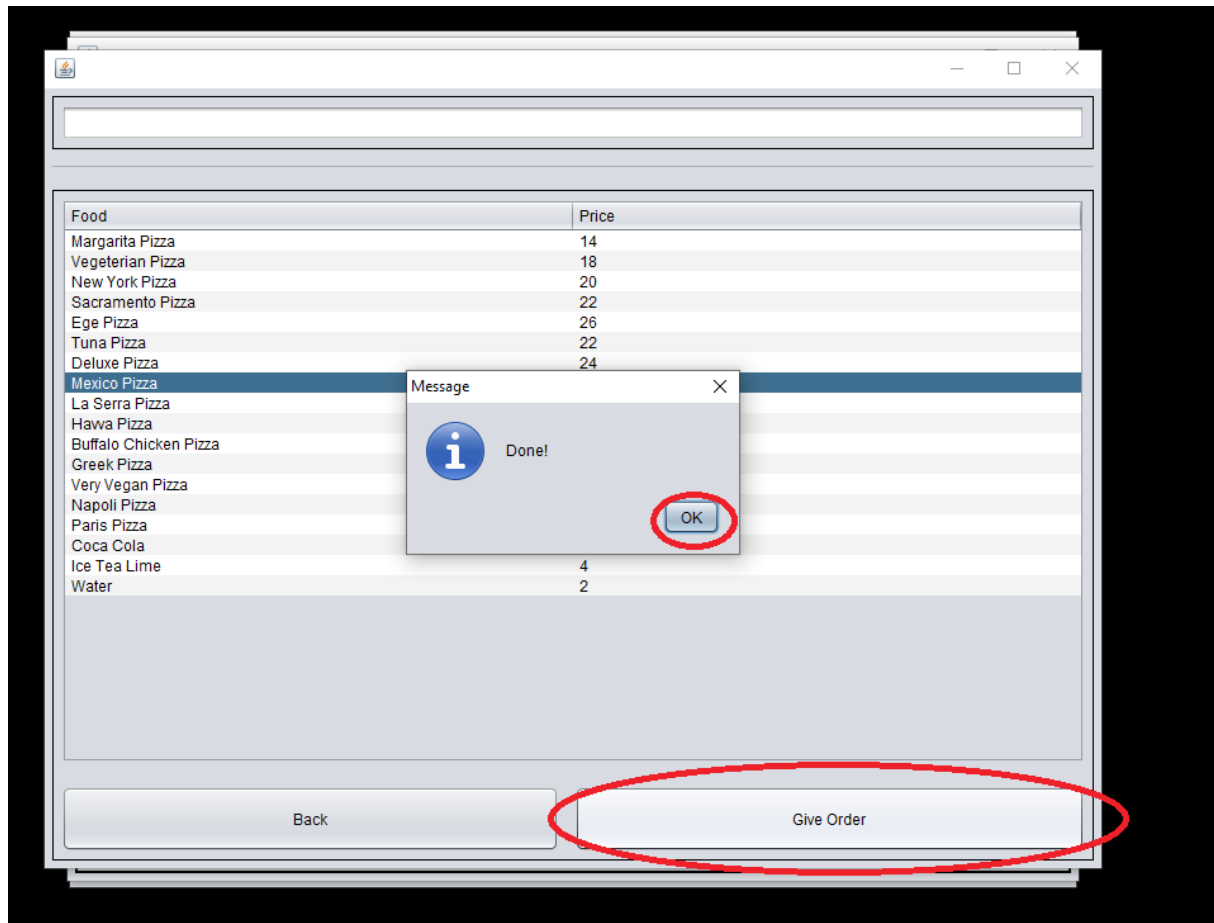 Food Price
Margarita Pizza 14
Vegeterian Pizza 18
New York Pizza 20
Sacramento Pizza 22
Ege Pizza 26
Tuna Pizza 22
Deluxe Pizza 24
Mexico Pizza
La Serra Pizza
Hawa Pizza
Buffalo Chicken Pizza
Greek Pizza
Very Vegan Pizza
Napoli Pizza
Paris Pizza
Coca Cola
Ice Tea Lime 4
Water 2
Message
Done!
OK
Back Give Order